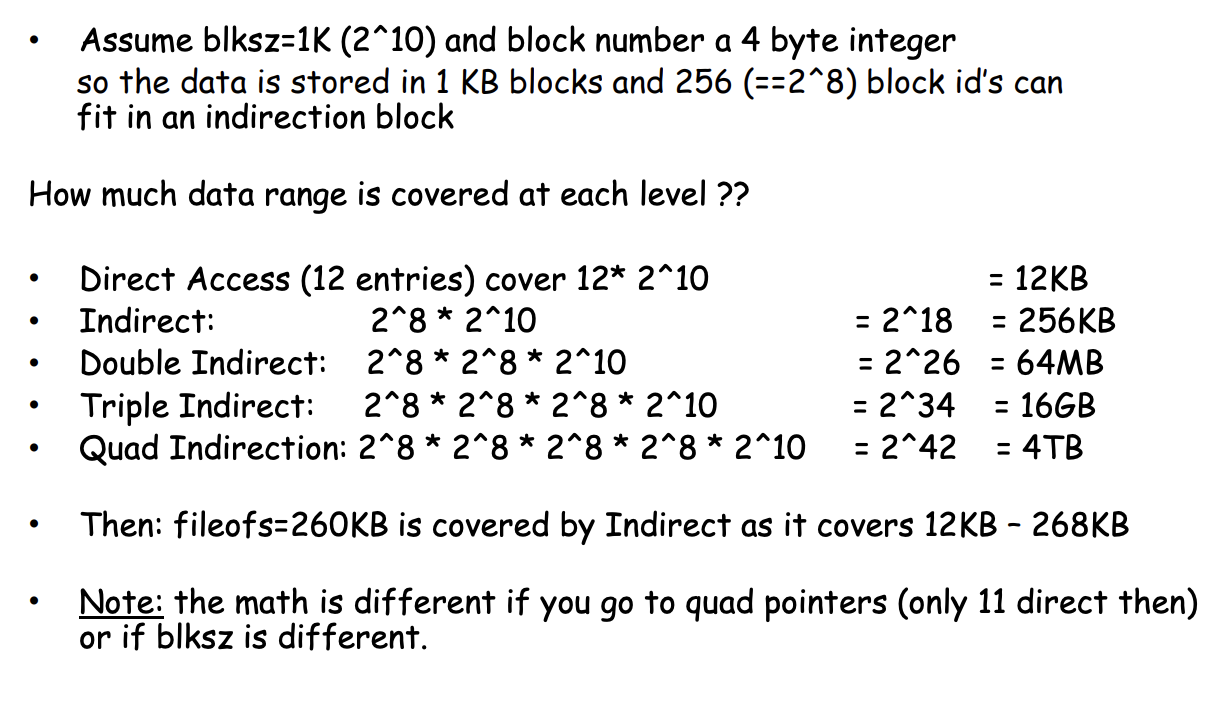 • Assume blksz=1K (2^10) and block number a 4 byte integer
so the data is stored in 1 KB blocks and 256 (==2^8) block id's can
fit in an indirection block
How much data range is covered at each level ??
• Direct Access (12 entries) cover 12* 2^10 = 12KB
• Indirect: 2^8 * 2^10 = 2^18 = 256KB
• Double Indirect: 2^8 * 2^8 * 2^10 = 2^26 = 64MB
• Triple Indirect: 2^8 * 2^8 * 2^8 * 2^10 = 2^34 = 16GB
• Quad Indirection: 2^8 * 2^8 * 2^8 * 2^8 * 2^10 = 2^42 = 4TB
• Then: fileofs=260KB is covered by Indirect as it covers 12KB – 268KB
• Note: the math is different if you go to quad pointers (only 11 direct then)
or if blksz is different.